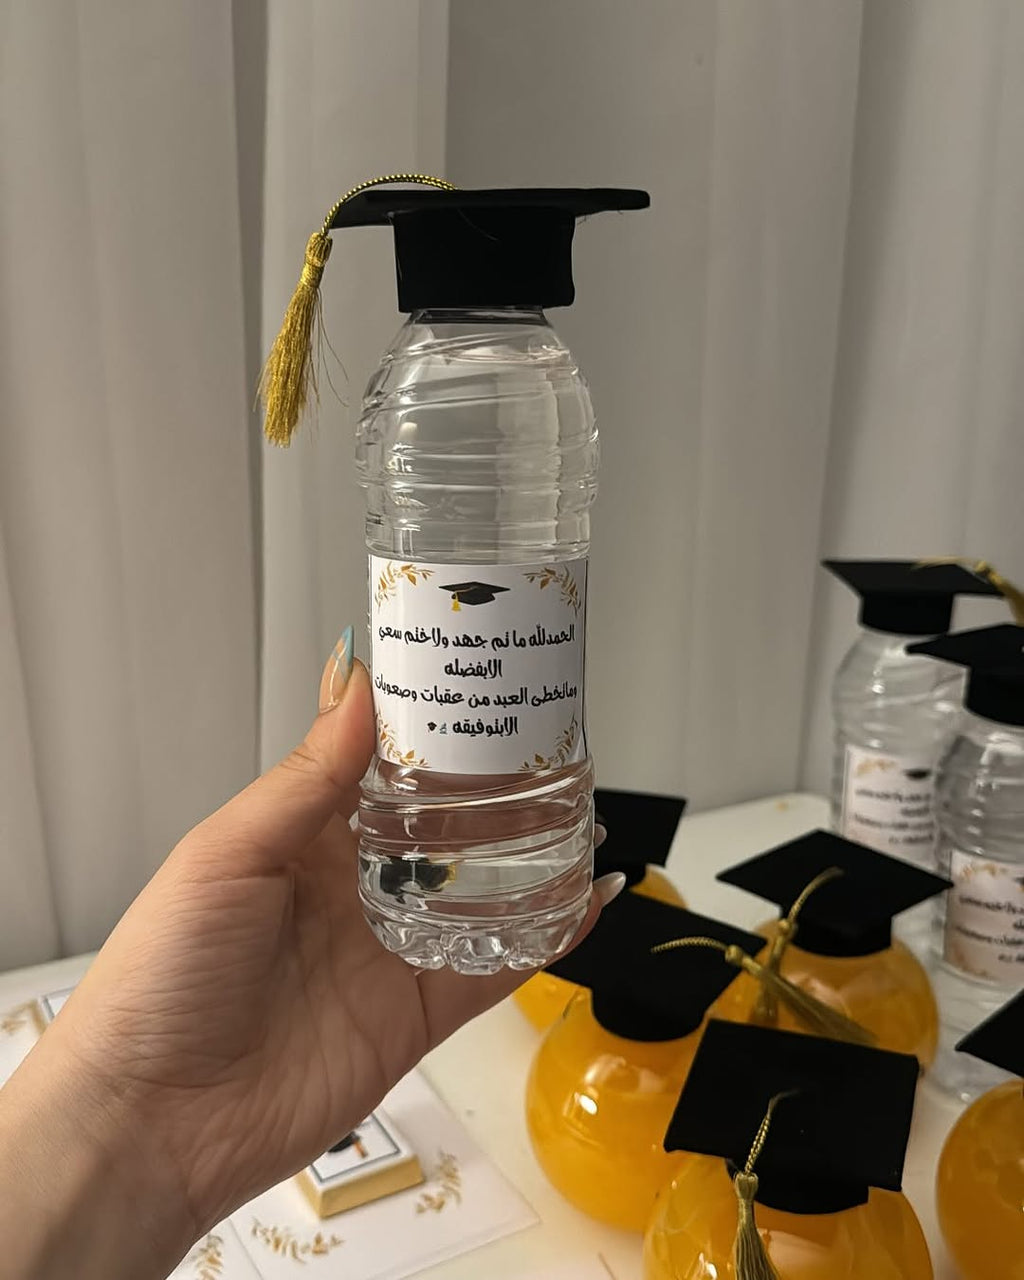 الحمدلله ما تم جهد ولاختم سعي
الابفضله
ومانخطى العبد من عقبات وصعوبات
الابتوفيقه